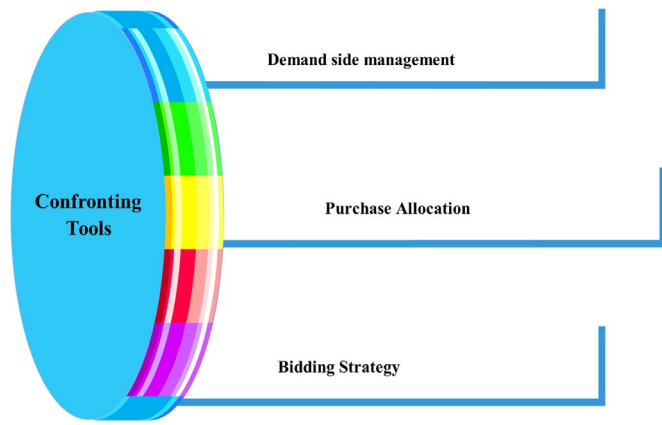 Demand side management
Confronting
Tools
Purchase Allocation
Bidding Strategy